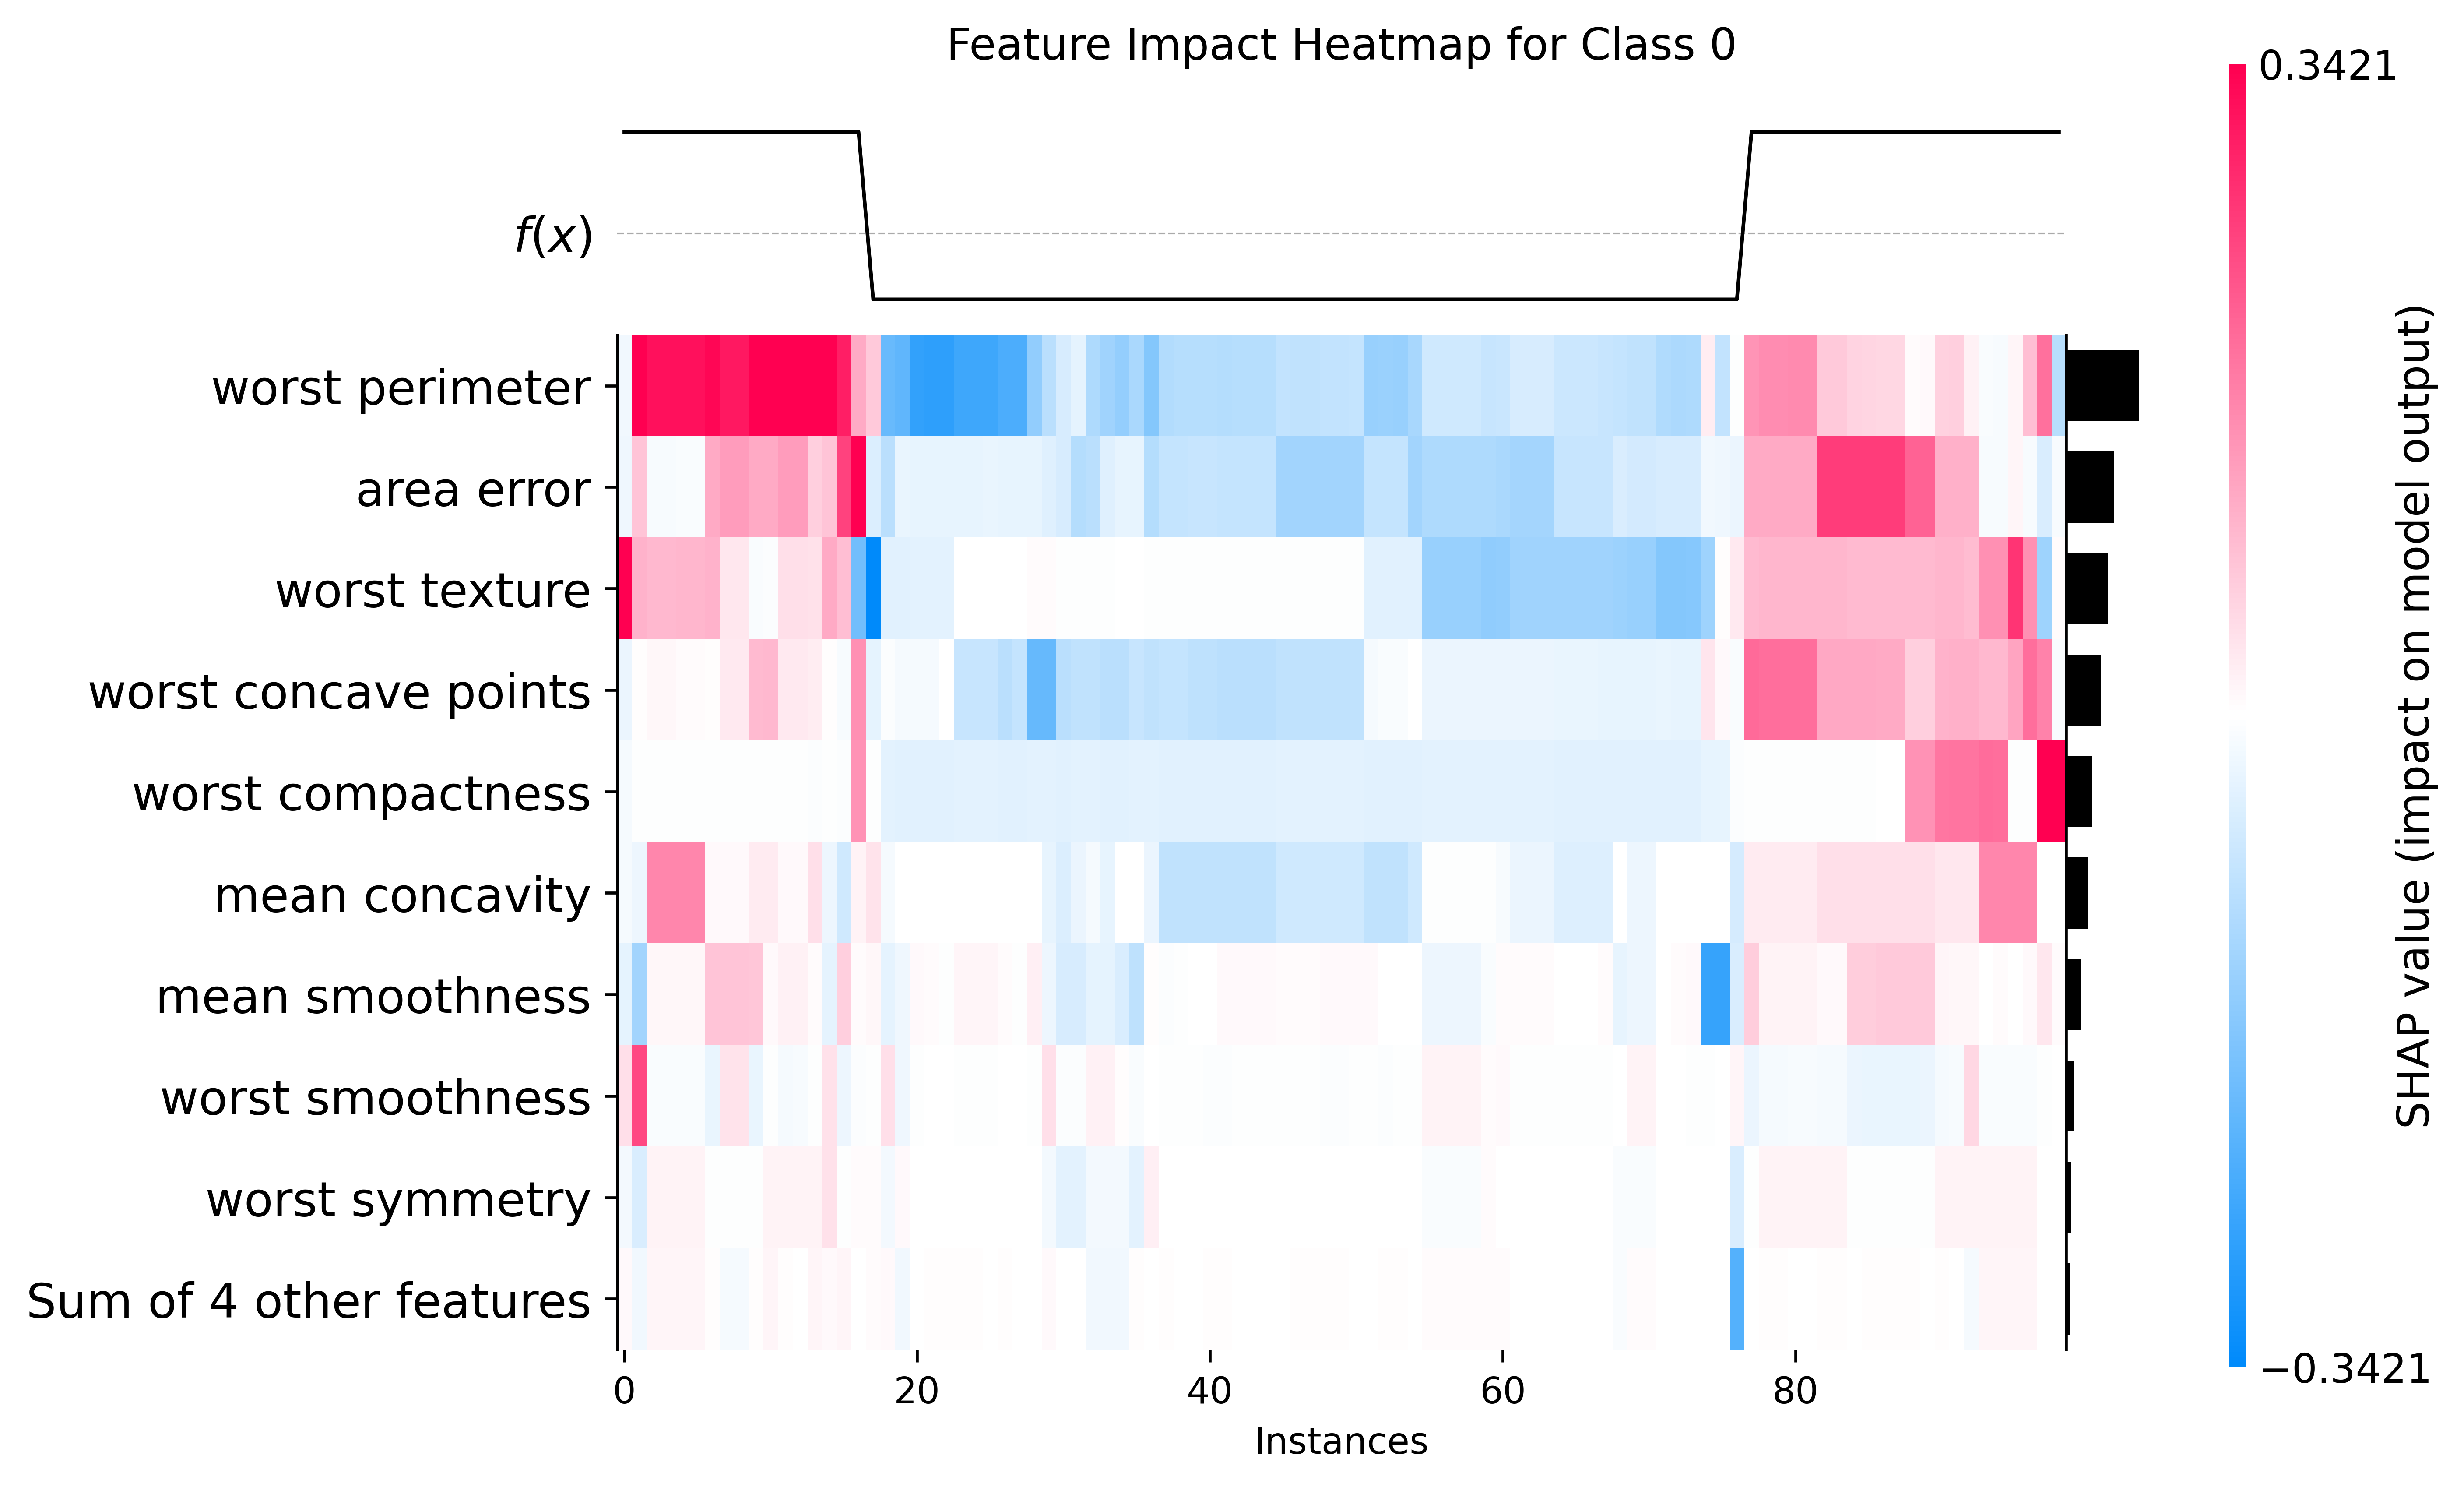 Feature Impact Heatmap for Class 0
0.3421
f(x)
worst perimeter
area error
worst texture
worst concave points
worst compactness
mean concavity
mean smoothness
worst smoothness
worst symmetry
Sum of 4 other features
SHAP value (impact on model output)
−0.3421
0 20 40 60 80
Instances